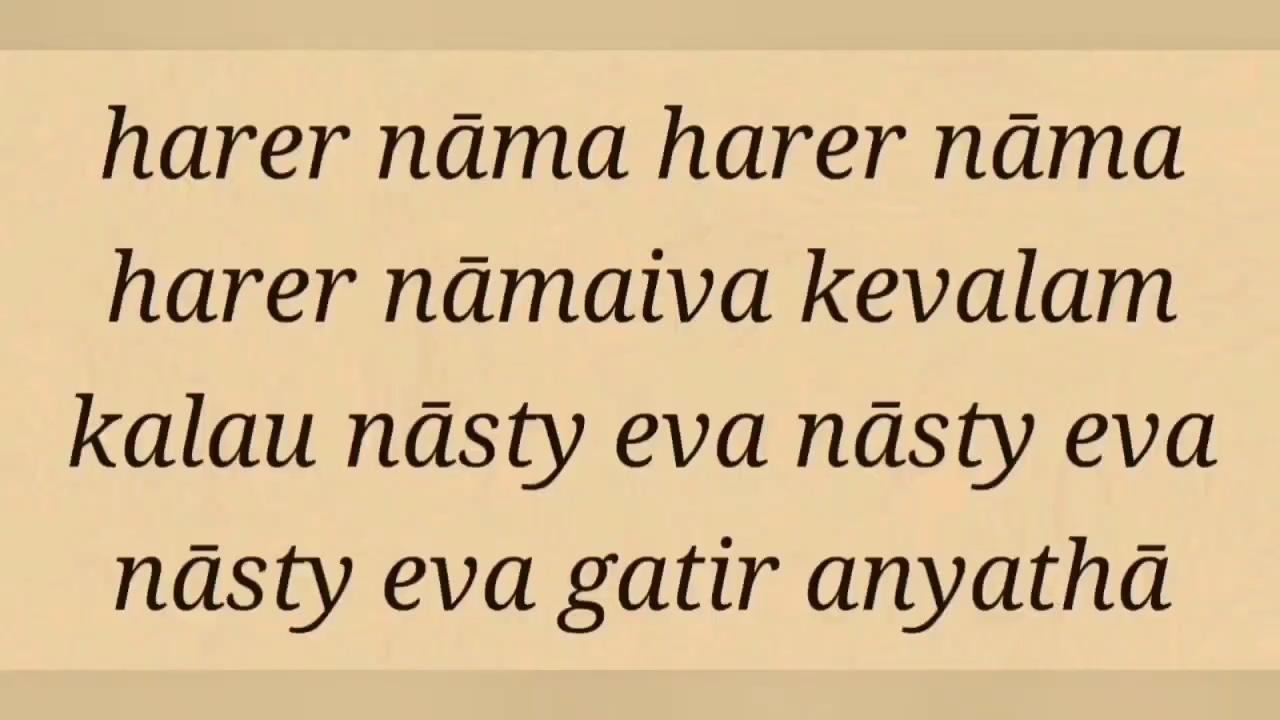 harer nāma harer nāma
harer nāmaiva kevalam
kalau nāsty eva nāsty eva
nāsty eva gatir anyathā